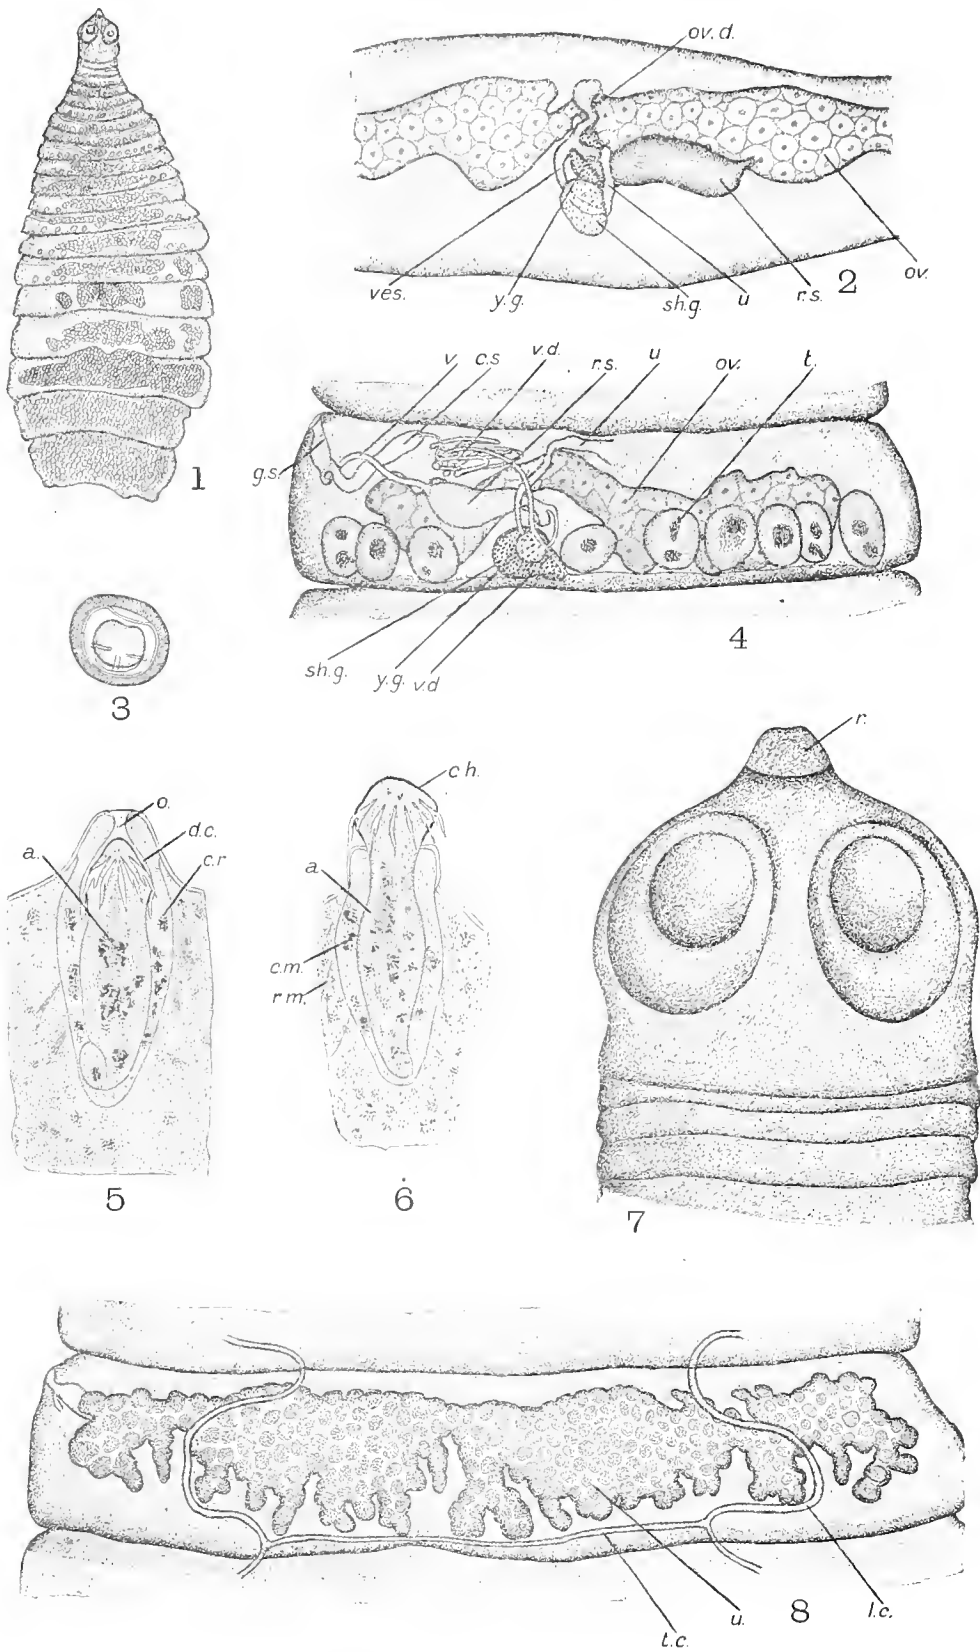 1
ov. d.
ves.
y.g.
sh.g.
u
r.s.
2
ov.
3
v.
c.s
v.d.
r.s.
u
ov.
t.
g.s.
sh.g.
y.g.
v.d
4
o.
d.c.
a.
c.r
5
c.h.
a.
c.m.
r.m.
6
r.
7
t.c.
u.
8
l.c.